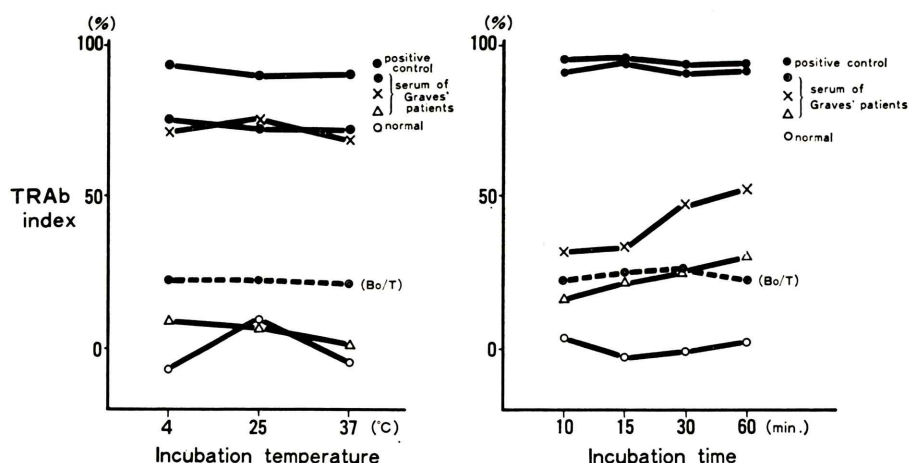 (%)
100
50
0
TRAb
index
positive
control
serum of
Graves'
patients
normal
(Bo/T)
4 25 37 (°C)
Incubation temperature
(%)
100
50
0
positive control
serum of
Graves' patients
normal
(Bo/T)
10 15 30 60 (min.)
Incubation time